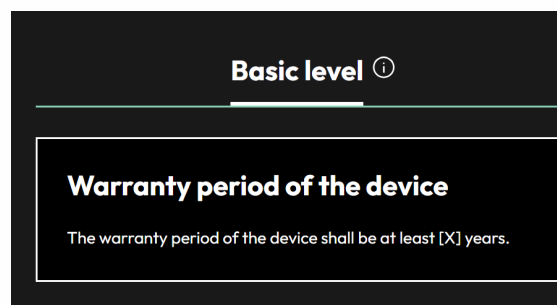 Basic level
Warranty period of the device
The warranty period of the device shall be at least [X] years.